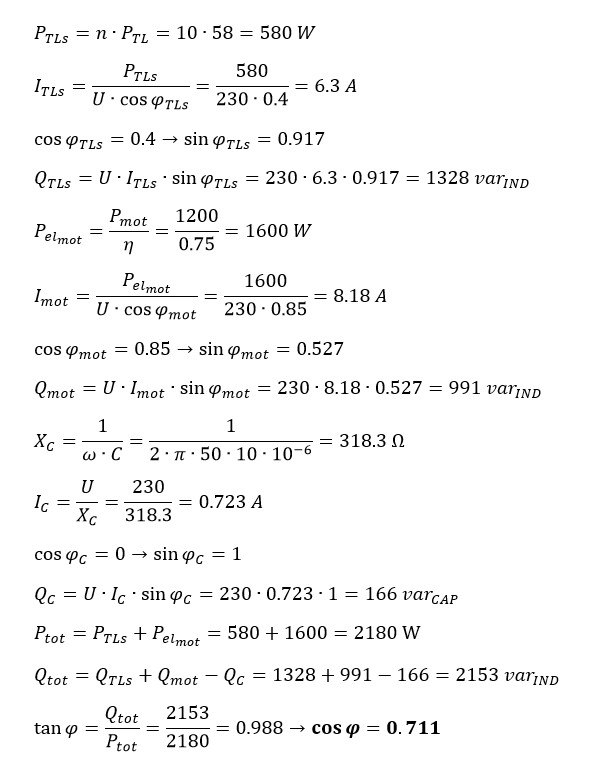 P_TLs = n · P_TL = 10 · 58 = 580 W
I_TLs = P_TLs / (U · cos φ_TLs) = 580 / (230 · 0.4) = 6.3 A
cos φ_TLs = 0.4 → sin φ_TLs = 0.917
Q_TLs = U · I_TLs · sin φ_TLs = 230 · 6.3 · 0.917 = 1328 var_IND
P_el_mot = P_mot / η = 1200 / 0.75 = 1600 W
I_mot = P_el_mot / (U · cos φ_mot) = 1600 / (230 · 0.85) = 8.18 A
cos φ_mot = 0.85 → sin φ_mot = 0.527
Q_mot = U · I_mot · sin φ_mot = 230 · 8.18 · 0.527 = 991 var_IND
X_C = 1 / (ω · C) = 1 / (2 · π · 50 · 10 · 10⁻⁶) = 318.3 Ω
I_C = U / X_C = 230 / 318.3 = 0.723 A
cos φ_C = 0 → sin φ_C = 1
Q_C = U · I_C · sin φ_C = 230 · 0.723 · 1 = 166 var_CAP
P_tot = P_TLs + P_el_mot = 580 + 1600 = 2180 W
Q_tot = Q_TLs + Q_mot − Q_C = 1328 + 991 − 166 = 2153 var_IND
tan φ = Q_tot / P_tot = 2153 / 2180 = 0.988 → cos φ = 0.711